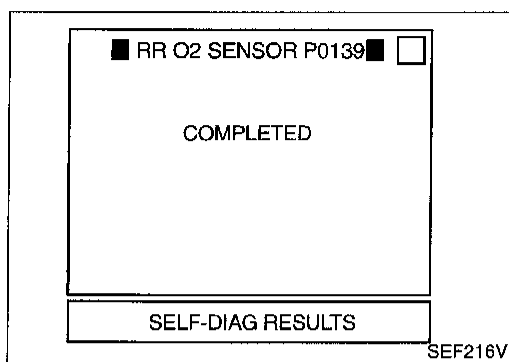 RR O2 SENSOR P0139
COMPLETED
SELF-DIAG RESULTS
SEF216V